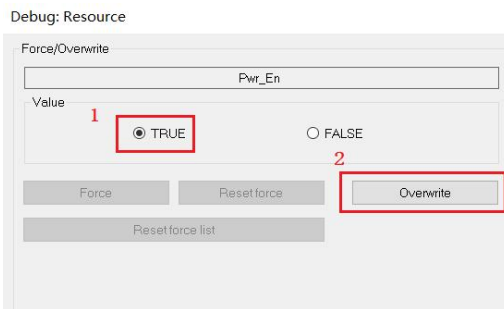 Debug: Resource
Force/Overwrite
Pwr_En
Value
1
TRUE
FALSE
2
Force
Reset force
Overwrite
Reset force list